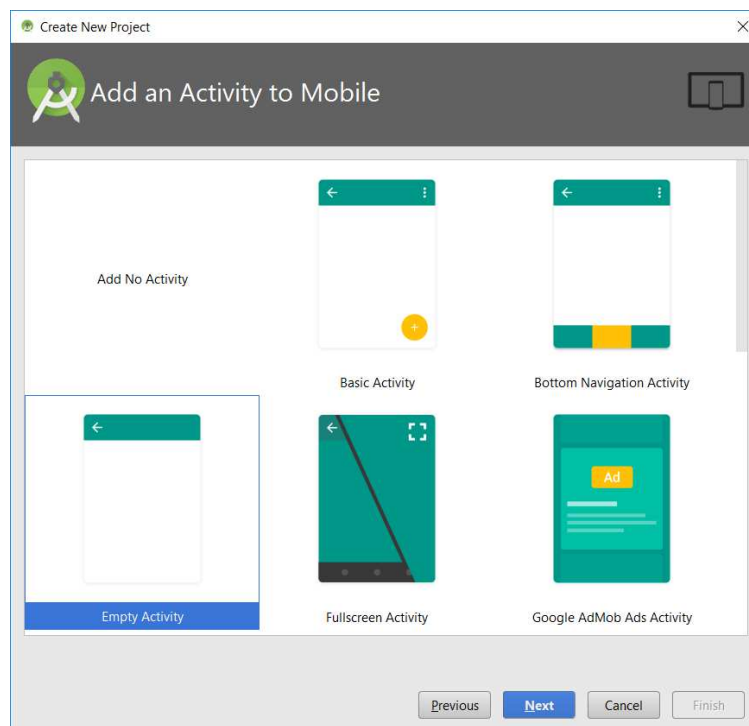 Create New Project
Add an Activity to Mobile
Add No Activity
Basic Activity
Bottom Navigation Activity
Ad
Empty Activity
Fullscreen Activity
Google AdMob Ads Activity
Previous
Next
Cancel
Finish